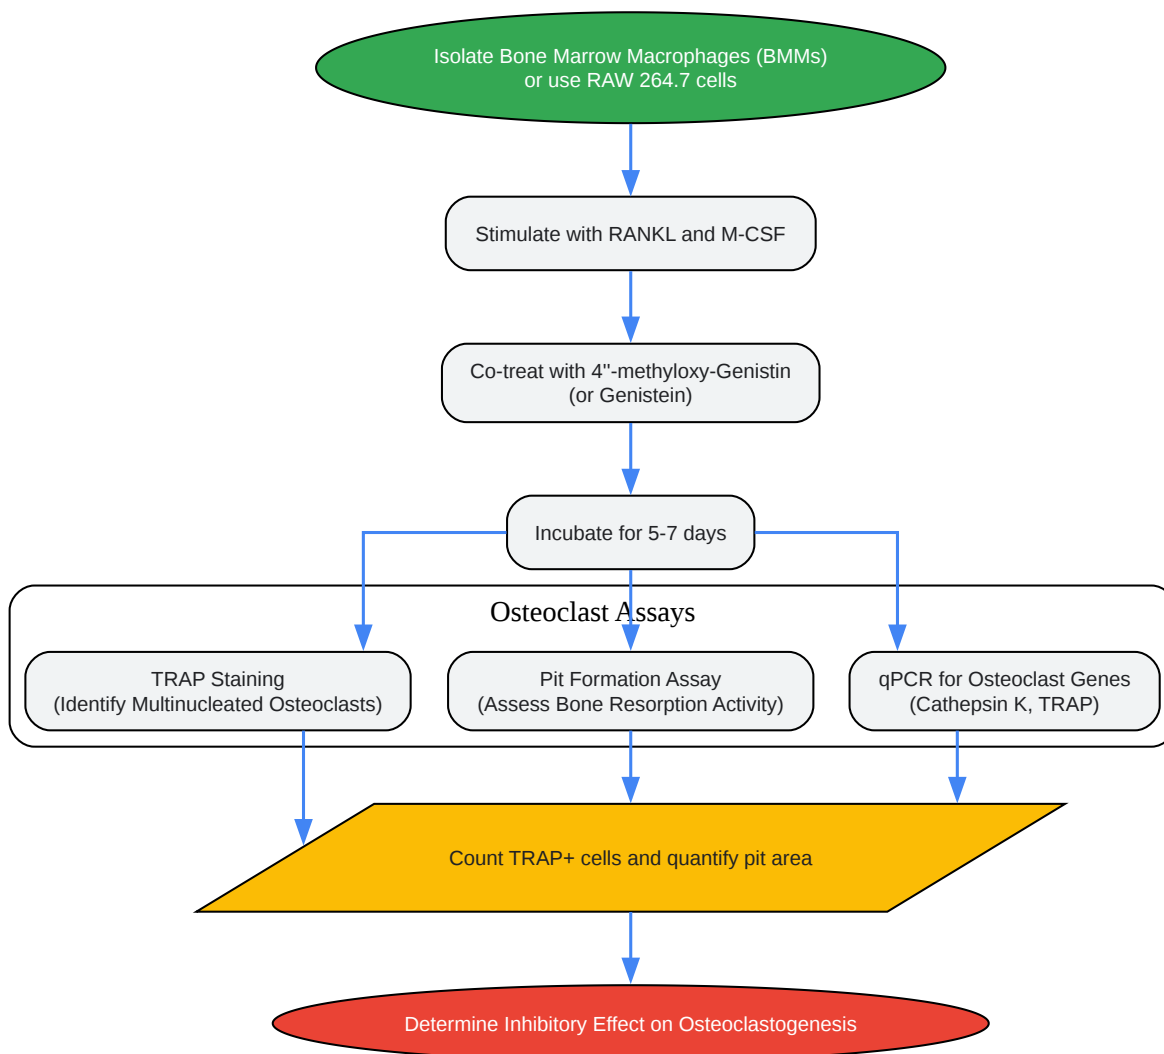 Isolate Bone Marrow Macrophages (BMMs)
or use RAW 264.7 cells
Stimulate with RANKL and M-CSF
Co-treat with 4''-methyloxy-Genistin
(or Genistein)
Incubate for 5-7 days
Osteoclast Assays
TRAP Staining
(Identify Multinucleated Osteoclasts)
Pit Formation Assay
(Assess Bone Resorption Activity)
qPCR for Osteoclast Genes
(Cathepsin K, TRAP)
Count TRAP+ cells and quantify pit area
Determine Inhibitory Effect on Osteoclastogenesis